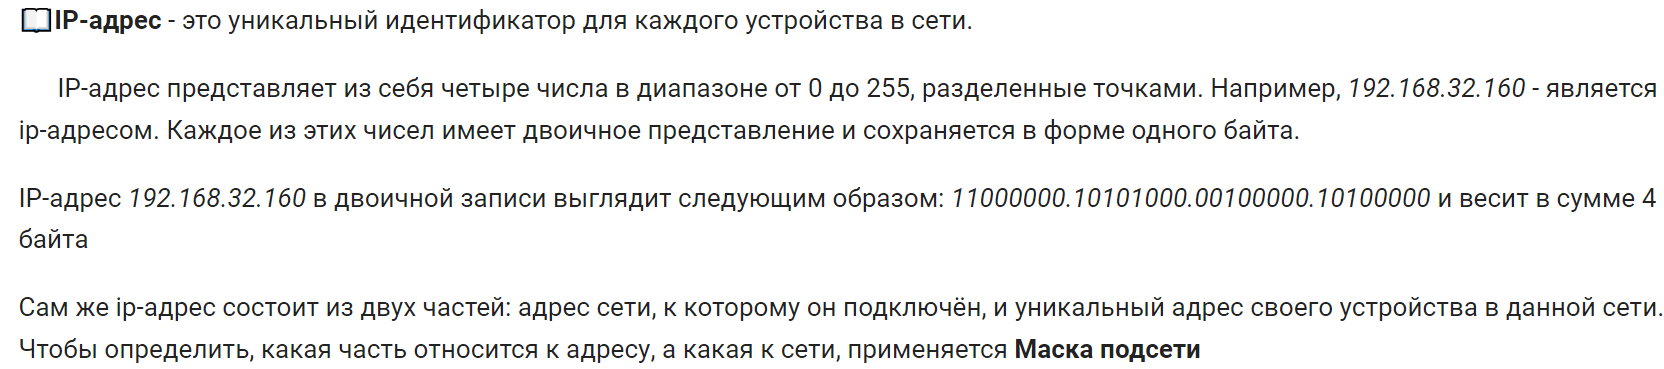 📖IP-адрес - это уникальный идентификатор для каждого устройства в сети.
IP-адрес представляет из себя четыре числа в диапазоне от 0 до 255, разделенные точками. Например, 192.168.32.160 - является
ip-адресом. Каждое из этих чисел имеет двоичное представление и сохраняется в форме одного байта.
IP-адрес 192.168.32.160 в двоичной записи выглядит следующим образом: 11000000.10101000.00100000.10100000 и весит в сумме 4
байта
Сам же ip-адрес состоит из двух частей: адрес сети, к которому он подключён, и уникальный адрес своего устройства в данной сети.
Чтобы определить, какая часть относится к адресу, а какая к сети, применяется Маска подсети